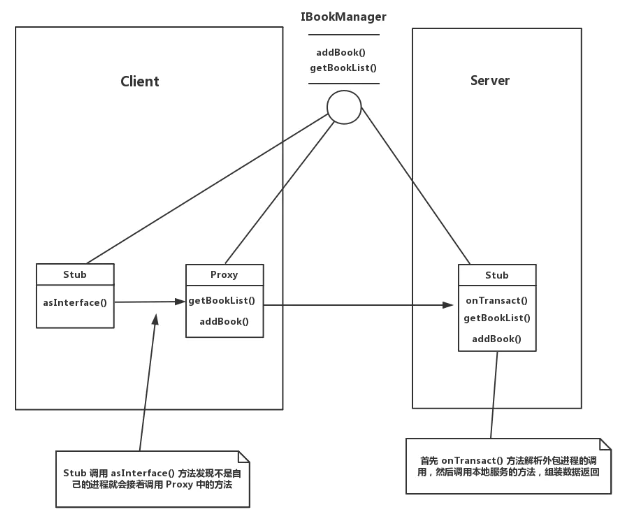 IBookManager
addBook()
getBookList()
Client
Server
Stub
asInterface()
Proxy
getBookList()
addBook()
Stub
onTransact()
getBookList()
addBook()
Stub 调用 asInterface() 方法发现不是自
己的进程就会接着调用 Proxy 中的方法
首先 onTransact() 方法解析外包进程的调
用，然后调用本地服务的方法，组装数据返回